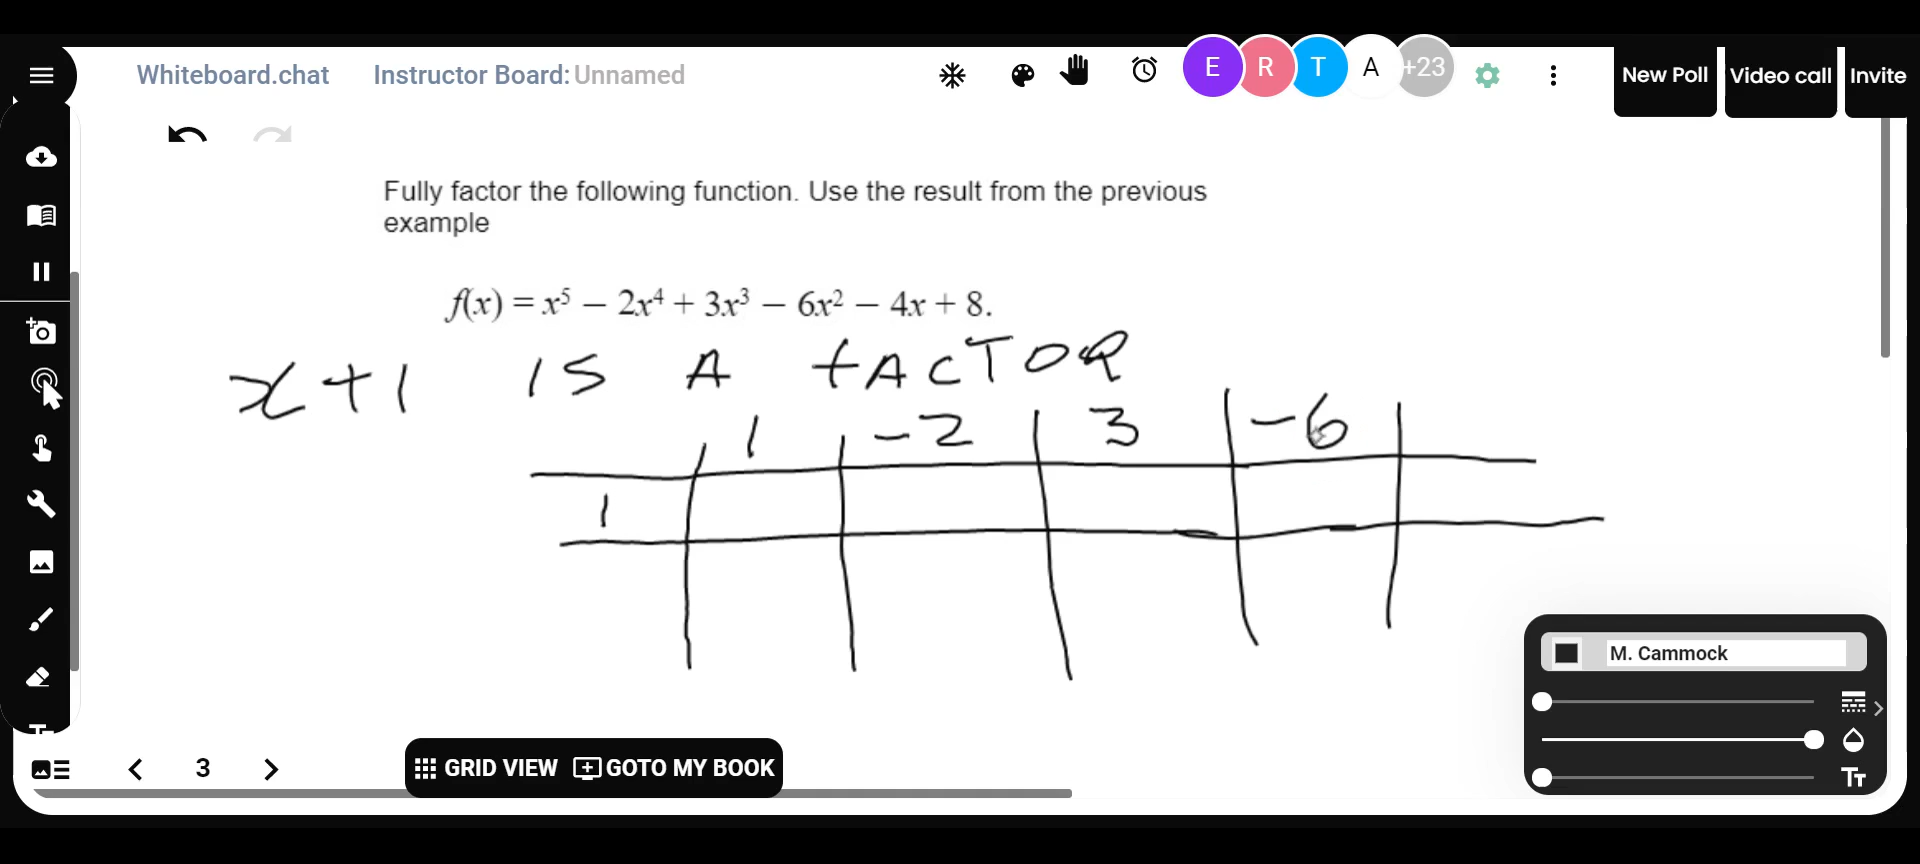 Whiteboard.chat Instructor Board: Unnamed E R T A +23 New Poll Video call Invite
Fully factor the following function. Use the result from the previous
example
f(x) = x⁵ − 2x⁴ + 3x³ − 6x² − 4x + 8.
x+1 IS A fACTOR
1 -2 3 -6
1
M. Cammock
Tт
3 GRID VIEW GOTO MY BOOK